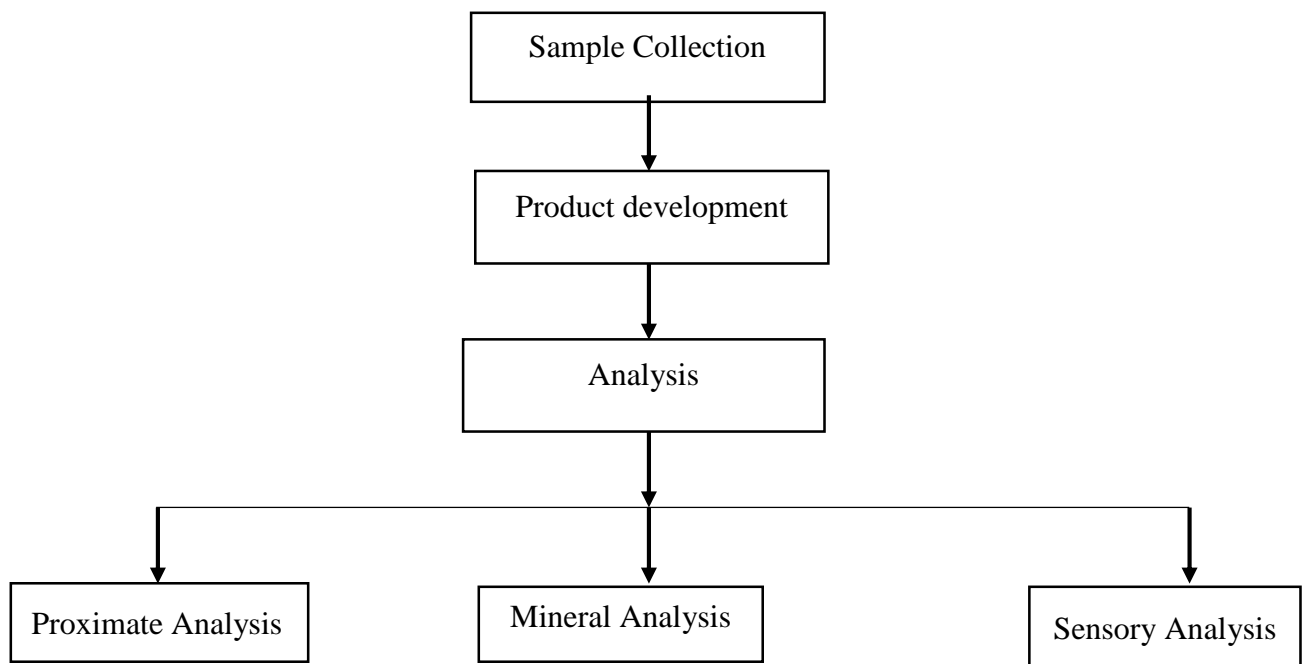 Sample Collection
Product development
Analysis
Proximate Analysis
Mineral Analysis
Sensory Analysis